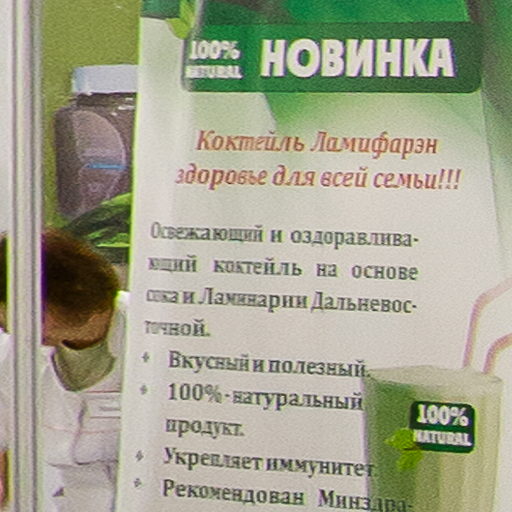 100%
NATURAL
НОВИНКА
Коктейль Ламифарэн
здоровье для всей семьи!!!
Освежающий и оздоравлива-
ющий коктейль на основе
сока и Ламинарии Дальневос-
точной.
Вкусный и полезный.
100%-натуральный
продукт.
Укрепляет иммунитет.
Рекомендован Минздра-
100%
NATURAL